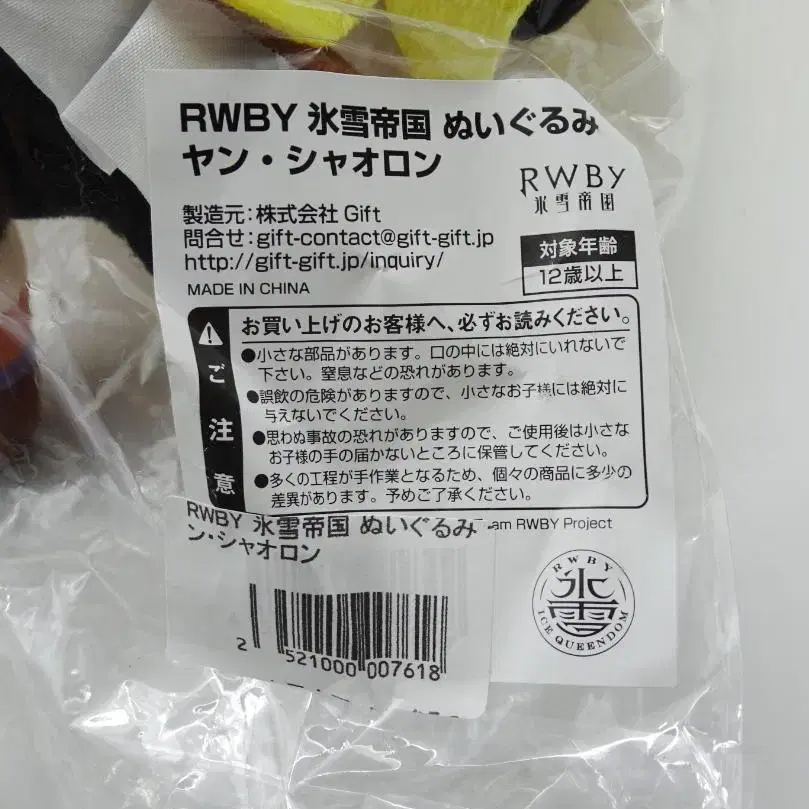 RWBY 氷雪帝国 ぬいぐるみ
ヤン・シャオロン
RWBY
氷雪帝国
製造元:株式会社 Gift
問合せ:gift-contact@gift-gift.jp
http://gift-gift.jp/inquiry/
MADE IN CHINA
対象年齢
12歳以上
ご注意
お買い上げのお客様へ、必ずお読みください。
●小さな部品があります。口の中には絶対にいれないで
下さい。窒息などの恐れがあります。
●誤飲の危険がありますので、小さなお子様には絶対に
与えないでください。
●思わぬ事故の恐れがありますので、ご使用後は小さな
お子様の手の届かないところに保管してください。
●多くの工程が手作業となるため、個々の商品に多少の
差異があります。予めご了承ください。
RWBY Project
RWBY 氷雪帝国 ぬいぐるみ
ン・シャオロン
2 521000 007618
RWBY
氷雪
ICE QUEENDOM